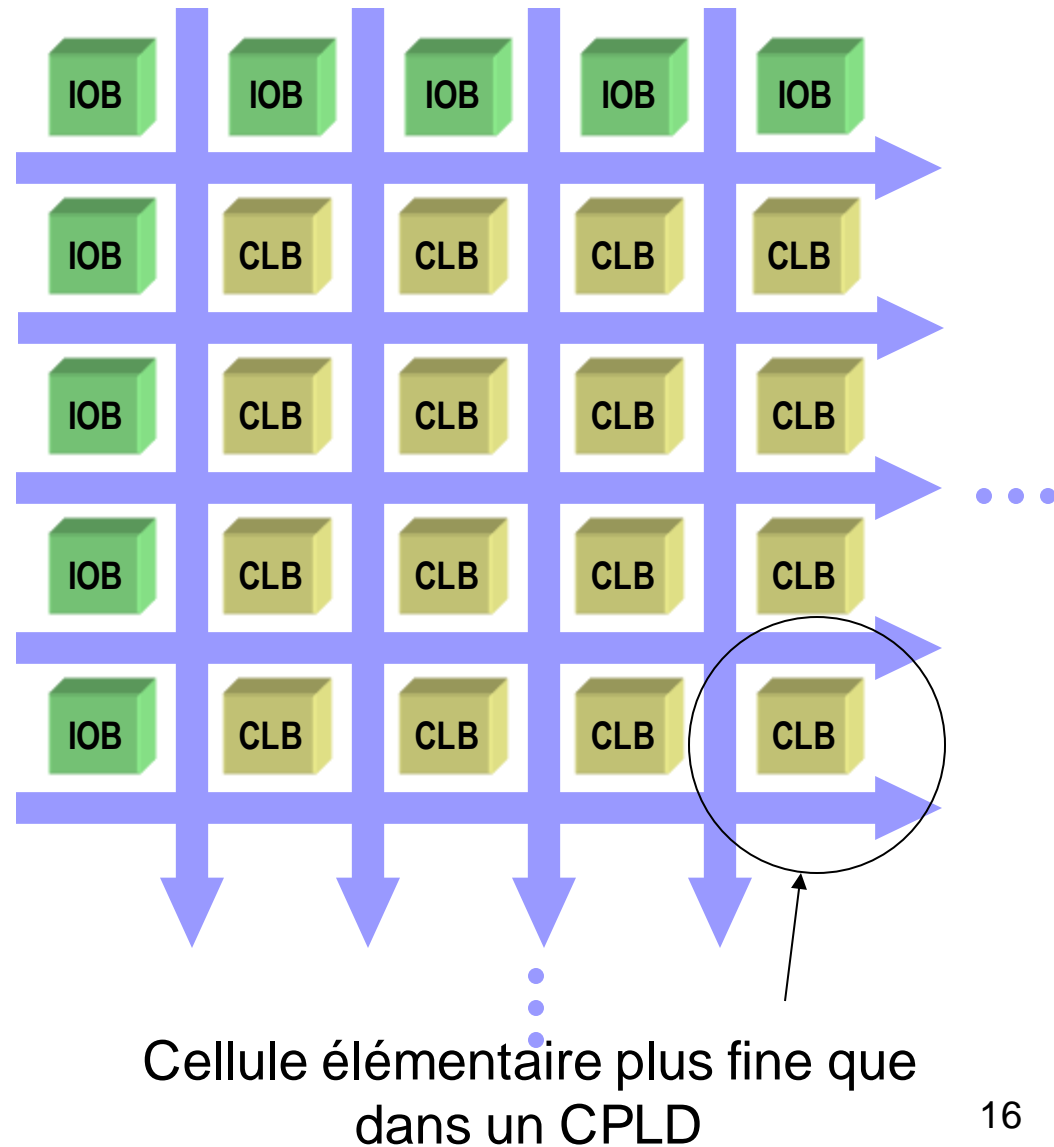 IOB IOB IOB IOB IOB
IOB CLB CLB CLB CLB
IOB CLB CLB CLB CLB
IOB CLB CLB CLB CLB
IOB CLB CLB CLB CLB
Cellule élémentaire plus fine que
dans un CPLD
16